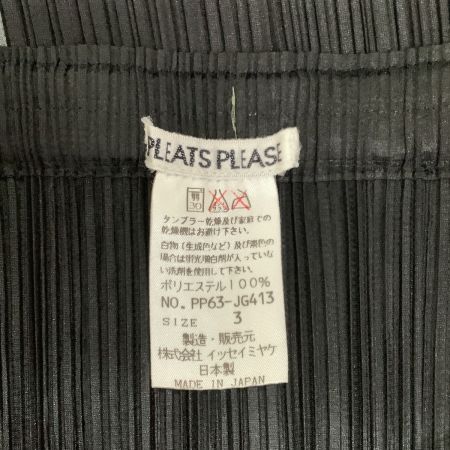 PLEATS PLEASE
30
タンブラー乾燥及び家庭での
乾燥機はお避け下さい。
白物(生成色など)及び淡色の
場合は蛍光増白剤が入っていな
い洗剤を使用して下さい。
ポリエステル100%
NO. PP63-JG413
SIZE 3
製造・販売元
株式会社 イッセイミヤケ
日本製
MADE IN JAPAN